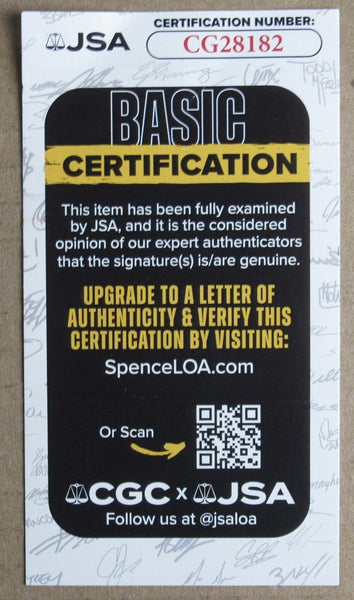 JSA
CERTIFICATION NUMBER:
CG28182
BASIC
CERTIFICATION
This item has been fully examined
by JSA, and it is the considered
opinion of our expert authenticators
that the signature(s) is/are genuine.
UPGRADE TO A LETTER OF
AUTHENTICITY & VERIFY THIS
CERTIFICATION BY VISITING:
SpenceLOA.com
Or Scan
CGC x JSA
Follow us at @jsaloa